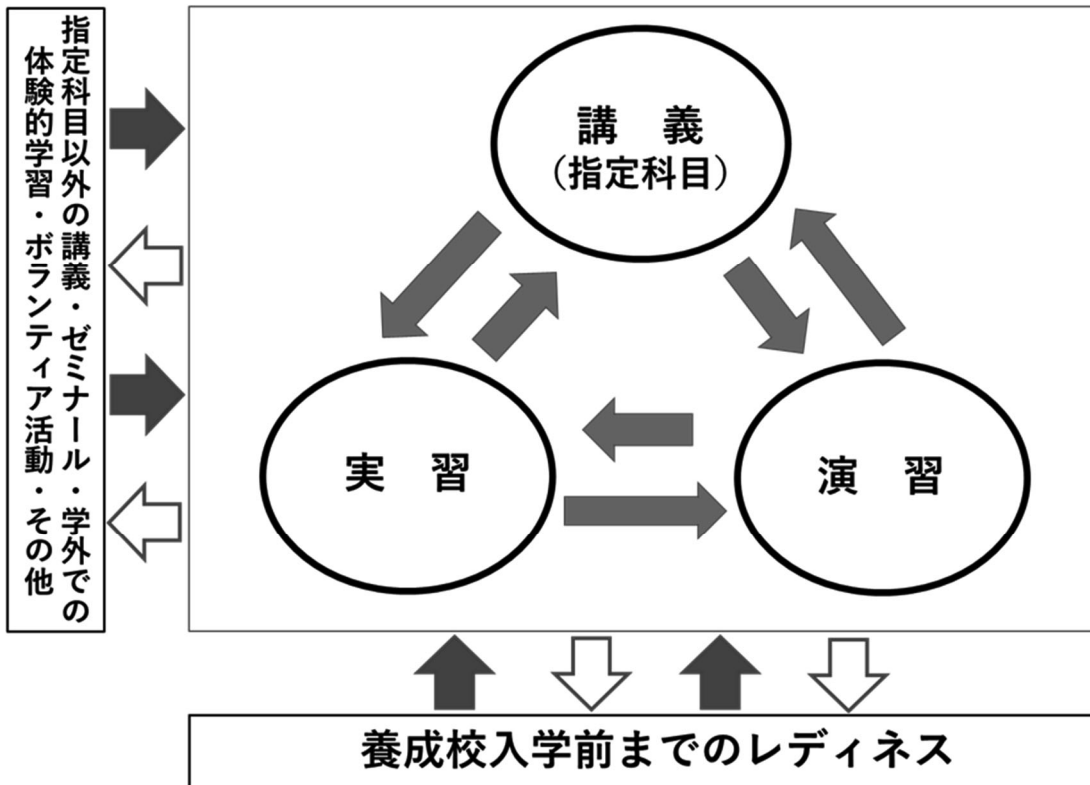 指定科目以外の講義・ゼミナール・学外での
体験的学習・ボランティア活動・その他
講　義
（指定科目）
実　習
演　習
養成校入学前までのレディネス